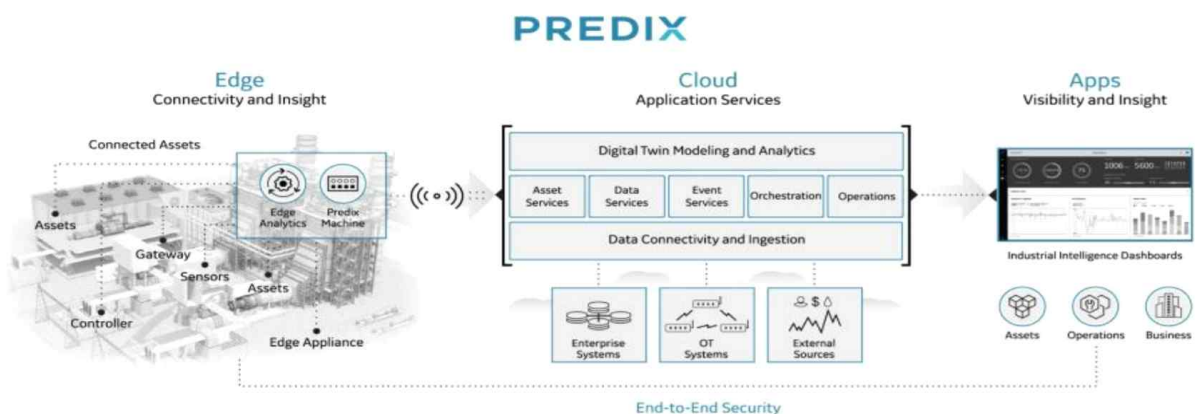 PREDIX
Edge
Connectivity and Insight
Connected Assets
Edge
Analytics
Predix
Machine
Assets
Gateway
Sensors
Assets
Controller
Edge Appliance
Cloud
Application Services
Digital Twin Modeling and Analytics
Asset
Services
Data
Services
Event
Services
Orchestration
Operations
Data Connectivity and Ingestion
Enterprise
Systems
OT
Systems
$
External
Sources
Apps
Visibility and Insight
1006
5600
Industrial Intelligence Dashboards
Assets
Operations
Business
End-to-End Security